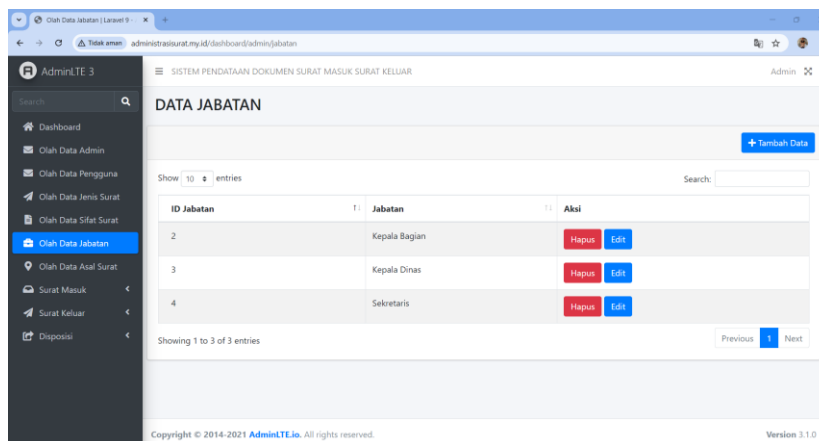 Olah Data Jabatan | Laravel 9
Tidak aman administrasisurat.my.id/dashboard/admin/jabatan
AdminLTE 3
SISTEM PENDATAAN DOKUMEN SURAT MASUK SURAT KELUAR
Admin
Search
DATA JABATAN
Dashboard
Olah Data Admin
Olah Data Pengguna
Olah Data Jenis Surat
Olah Data Sifat Surat
Olah Data Jabatan
Olah Data Asal Surat
Surat Masuk
Surat Keluar
Disposisi
Tambah Data
Show 10 entries
Search:
ID Jabatan Jabatan Aksi
2 Kepala Bagian Hapus Edit
3 Kepala Dinas Hapus Edit
4 Sekretaris Hapus Edit
Showing 1 to 3 of 3 entries
Previous 1 Next
Copyright © 2014-2021 AdminLTE.io. All rights reserved.
Version 3.1.0